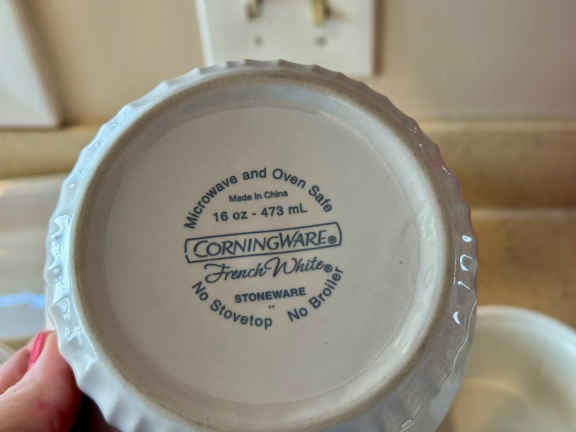 Microwave and Oven Safe
Made In China
16 oz - 473 mL
CORNINGWARE®
French White®
STONEWARE
No Stovetop No Broiler